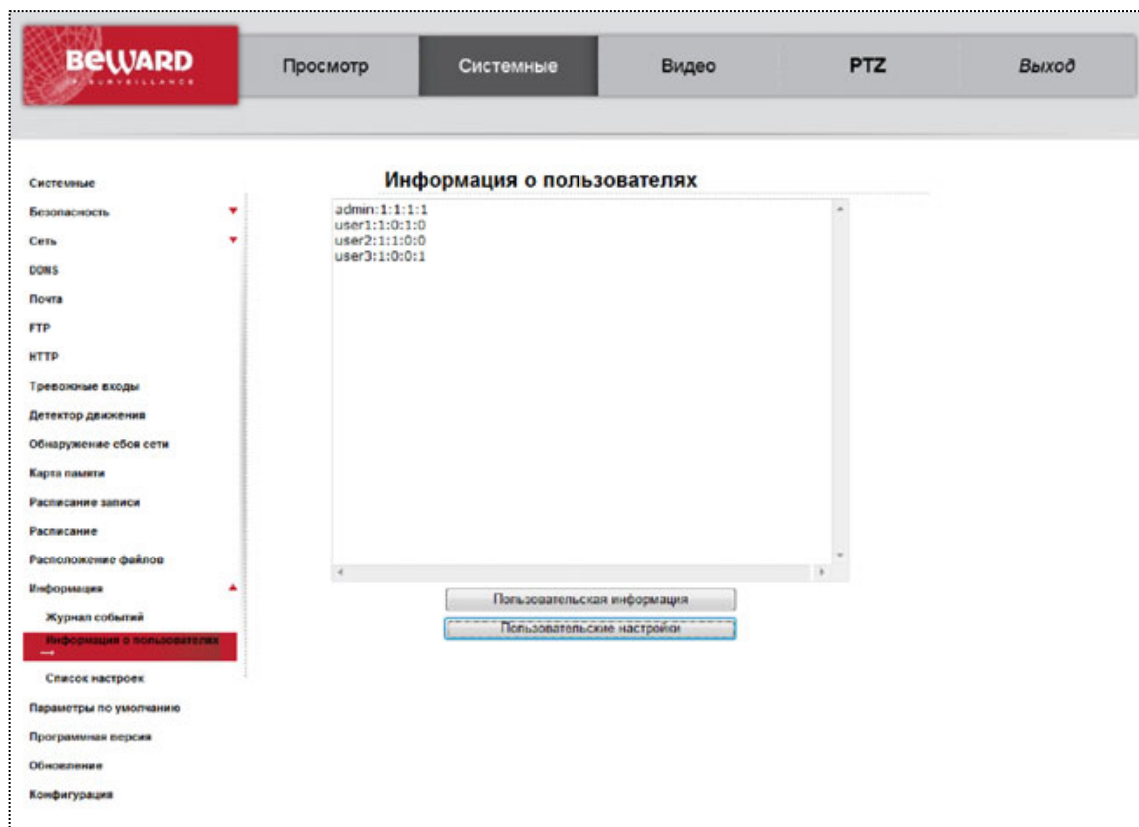 BEWARD
Просмотр
Системные
Видео
PTZ
Выход
Системные
Безопасность
Сеть
DDNS
Почта
FTP
HTTP
Тревожные входы
Детектор движения
Обнаружение сбоя сети
Карта памяти
Расписание записи
Расписание
Расположение файлов
Информация
Журнал событий
Информация о пользователях
Список настроек
Параметры по умолчанию
Программная версия
Обновление
Конфигурация
Информация о пользователях
admin:1:1:1:1
user1:1:0:1:0
user2:1:1:0:0
user3:1:0:0:1
Пользовательская информация
Пользовательские настройки